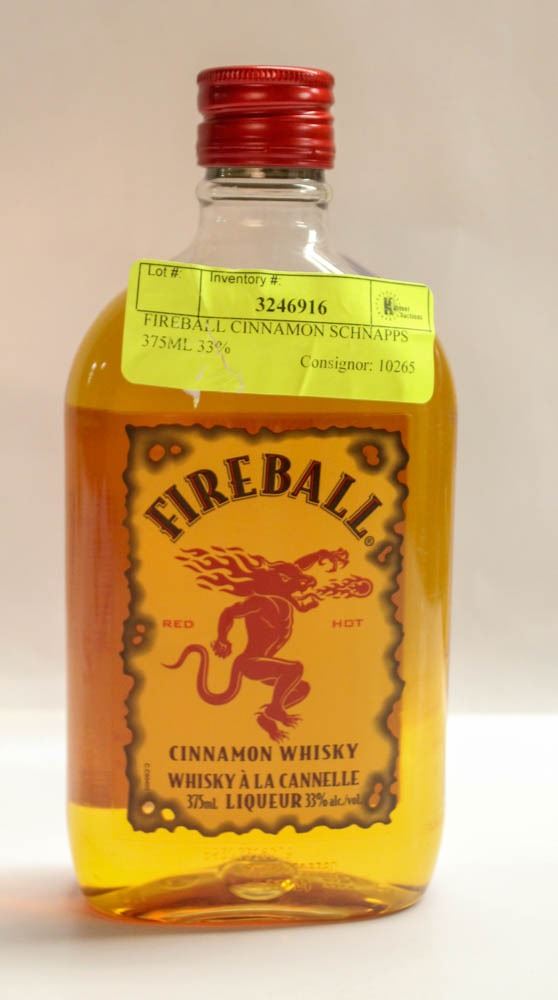 Lot #: Inventory #:
3246916
FIREBALL CINNAMON SCHNAPPS
375ML 33%
Consignor: 10265
FIREBALL®
RED HOT
CINNAMON WHISKY
WHISKY À LA CANNELLE
375mL LIQUEUR 33% alc./vol.